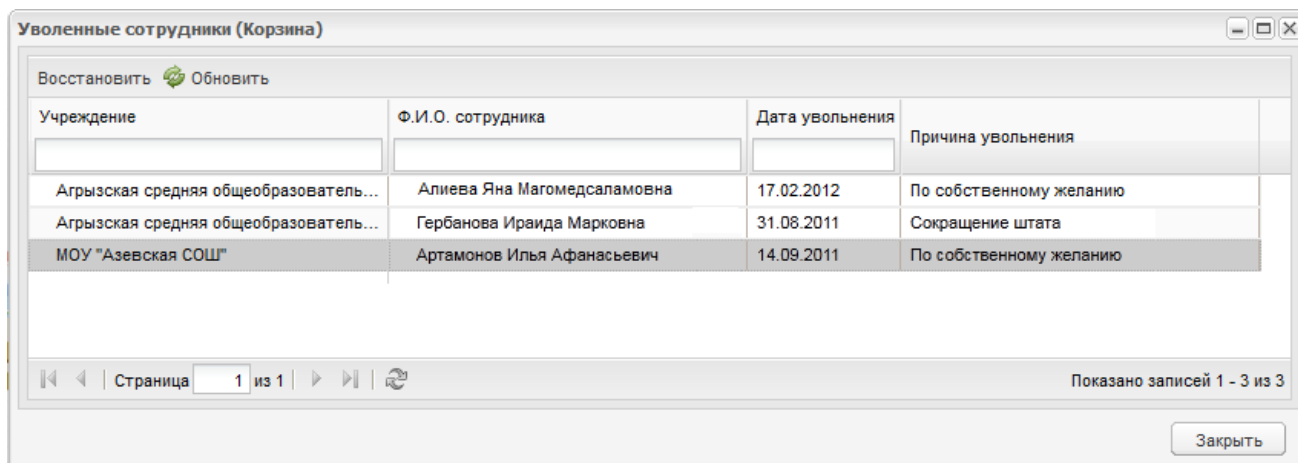 Уволенные сотрудники (Корзина)
Восстановить Обновить
Учреждение Ф.И.О. сотрудника Дата увольнения Причина увольнения
Агрызская средняя общеобразователь... Алиева Яна Магомедсаламовна 17.02.2012 По собственному желанию
Агрызская средняя общеобразователь... Гербанова Ираида Марковна 31.08.2011 Сокращение штата
МОУ "Азевская СОШ" Артамонов Илья Афанасьевич 14.09.2011 По собственному желанию
Страница 1 из 1 Показано записей 1 - 3 из 3
Закрыть